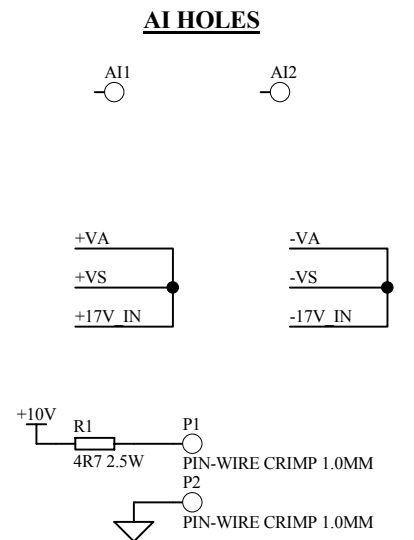 AI HOLES
AI1 AI2
+VA -VA
+VS -VS
+17V_IN -17V_IN
+10V
R1 P1
4R7 2.5W PIN-WIRE CRIMP 1.0MM
P2
PIN-WIRE CRIMP 1.0MM